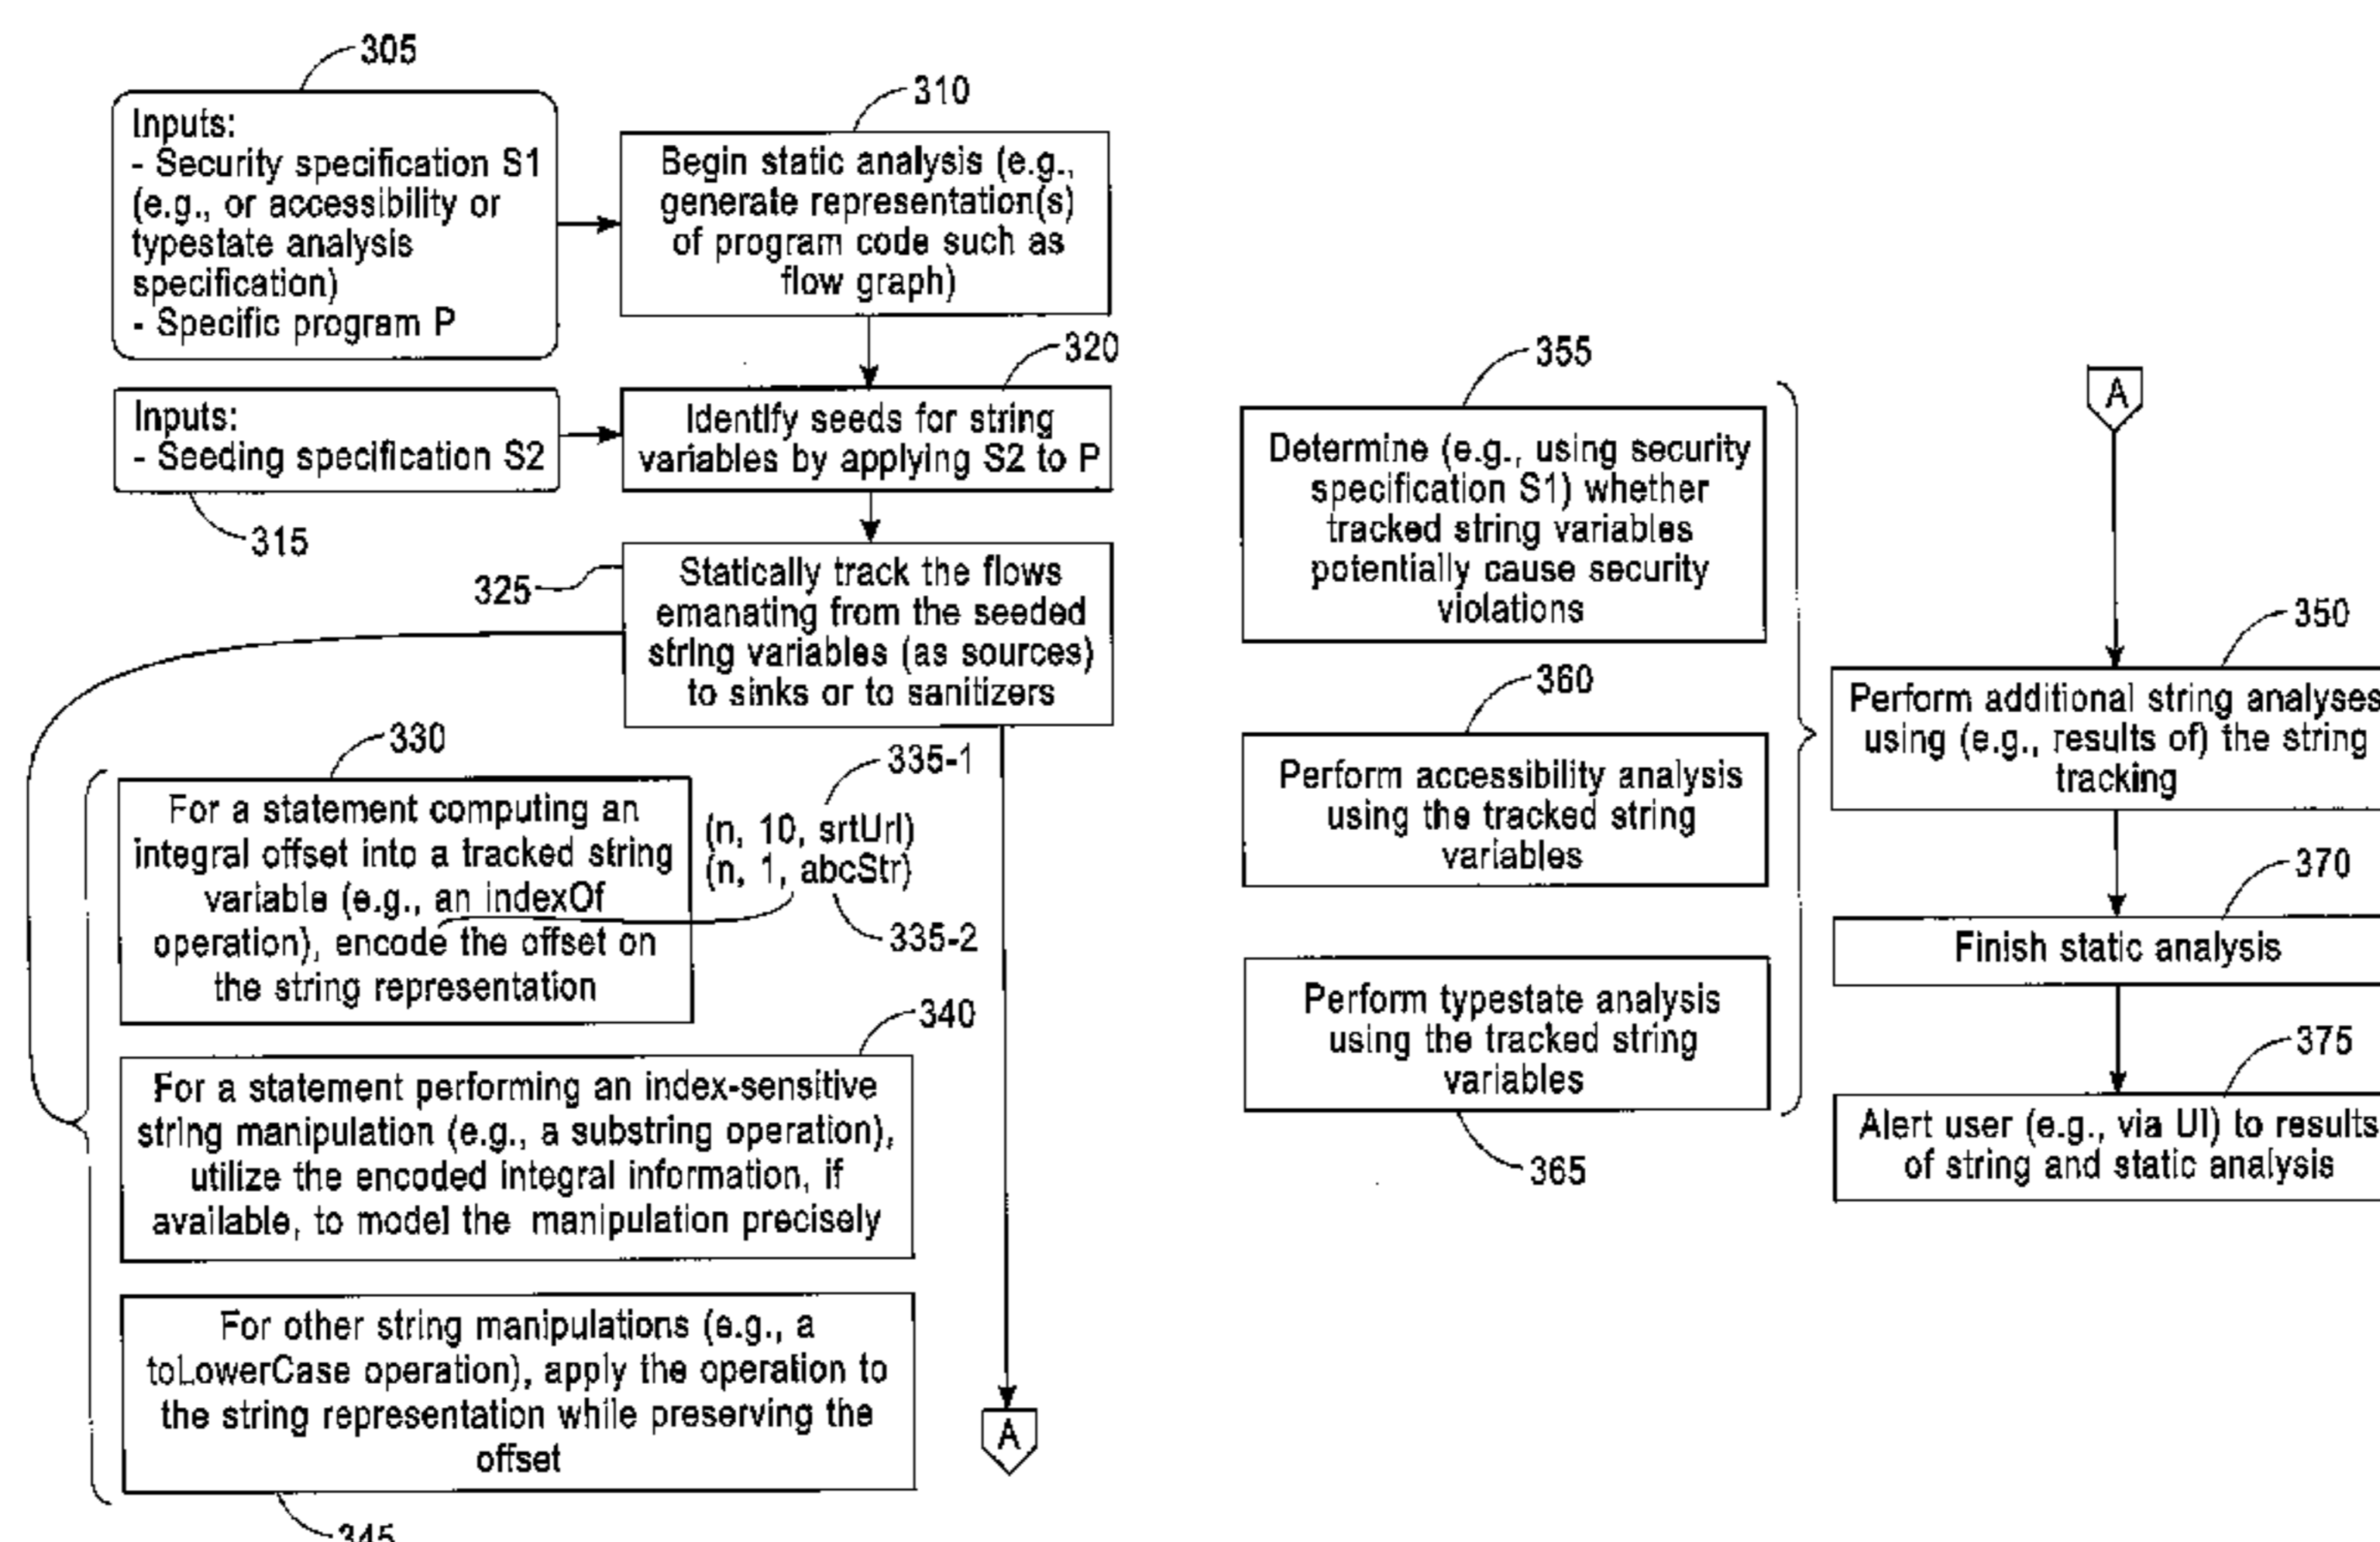 305
Inputs:
- Security specification S1
(e.g., or accessibility or
typestate analysis
specification)
- Specific program P
310
Begin static analysis (e.g.,
generate representation(s)
of program code such as
flow graph)
Inputs:
- Seeding specification S2
315
320
Identify seeds for string
variables by applying S2 to P
325
Statically track the flows
emanating from the seeded
string variables (as sources)
to sinks or to sanitizers
330
For a statement computing an
integral offset into a tracked string
variable (e.g., an indexOf
operation), encode the offset on
the string representation
335-1
(n, 10, srtUrl)
(n, 1, abcStr)
335-2
340
For a statement performing an index-sensitive
string manipulation (e.g., a substring operation),
utilize the encoded integral information, if
available, to model the manipulation precisely
For other string manipulations (e.g., a
toLowerCase operation), apply the operation to
the string representation while preserving the
offset
345
A
355
Determine (e.g., using security
specification S1) whether
tracked string variables
potentially cause security
violations
360
Perform accessibility analysis
using the tracked string
variables
Perform typestate analysis
using the tracked string
variables
365
A
350
Perform additional string analyses
using (e.g., results of) the string
tracking
370
Finish static analysis
375
Alert user (e.g., via UI) to results
of string and static analysis